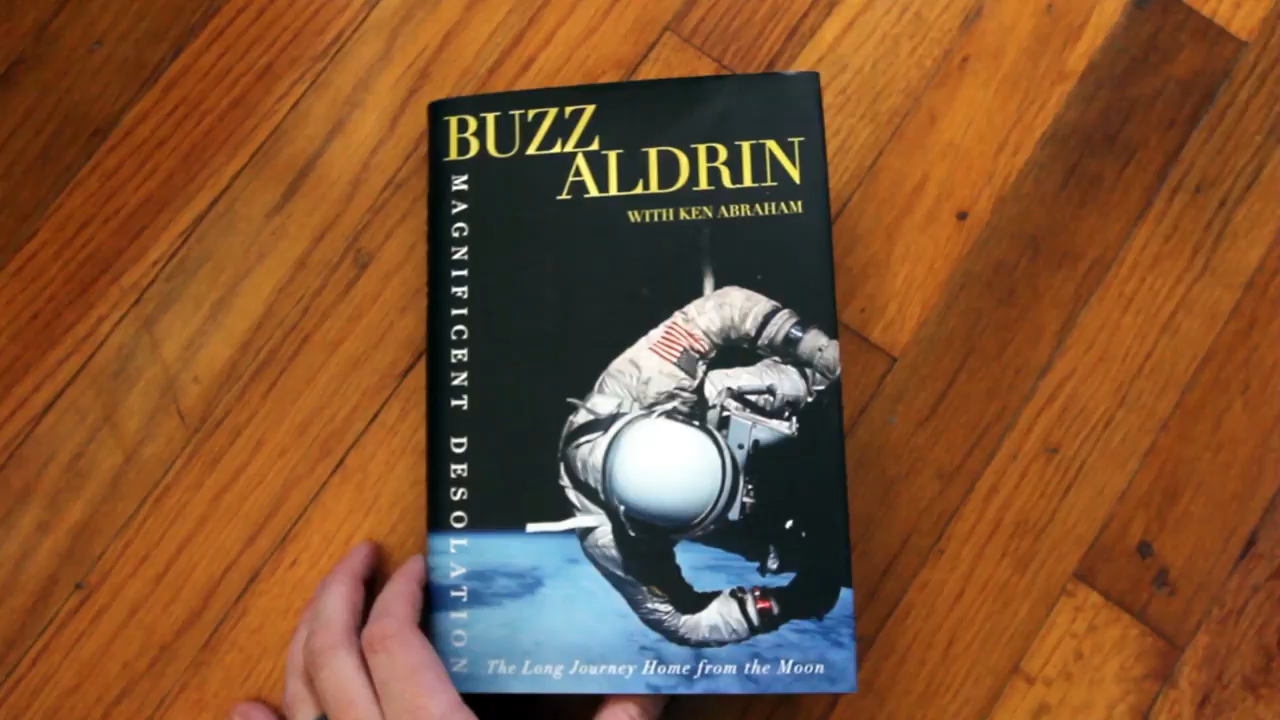 BUZZ
ALDRIN
WITH KEN ABRAHAM
MAGNIFICENT DESOLATION
The Long Journey Home from the Moon